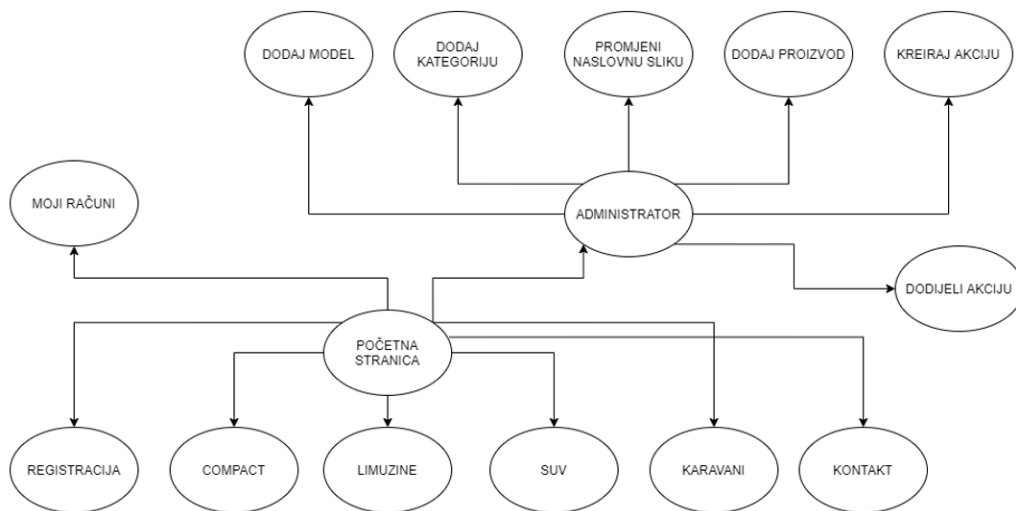 DODAJ MODEL
DODAJ
KATEGORIJU
PROMJENI
NASLOVNU SLIKU
DODAJ PROIZVOD
KREIRAJ AKCIJU
MOJI RAČUNI
ADMINISTRATOR
DODIJELI AKCIJU
POČETNA
STRANICA
REGISTRACIJA
COMPACT
LIMUZINE
SUV
KARAVANI
KONTAKT